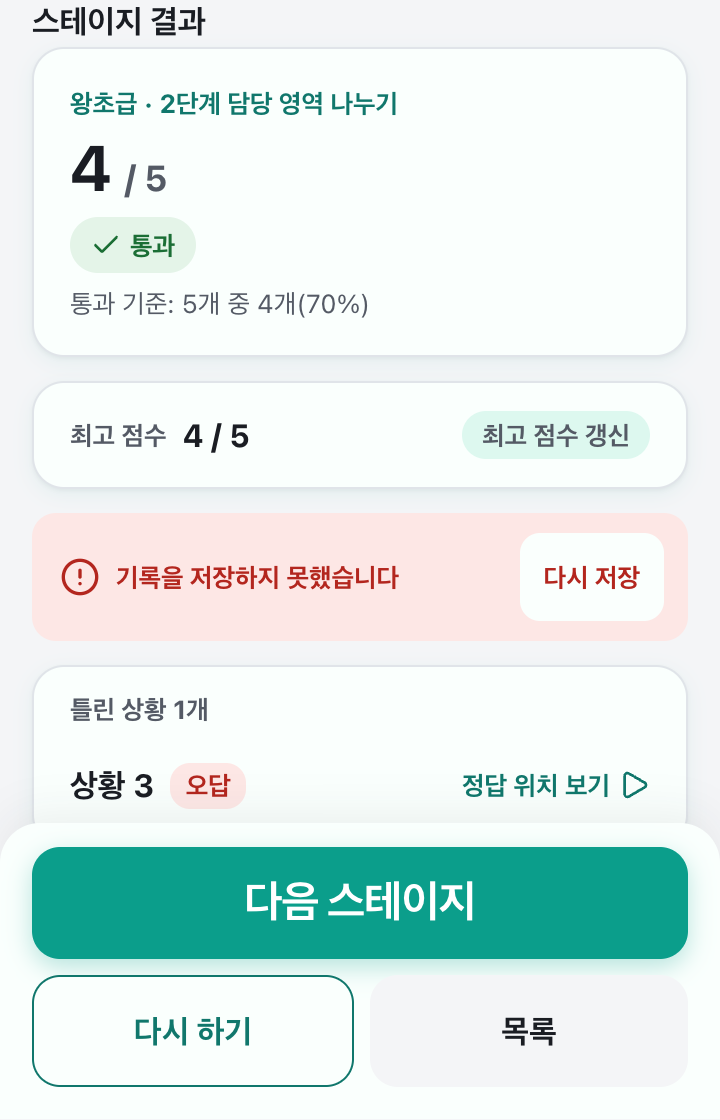 스테이지 결과
왕초급 · 2단계 담당 영역 나누기
4 / 5
통과
통과 기준: 5개 중 4개(70%)
최고 점수 4 / 5 최고 점수 갱신
기록을 저장하지 못했습니다 다시 저장
틀린 상황 1개
상황 3 오답 정답 위치 보기
다음 스테이지
다시 하기 목록